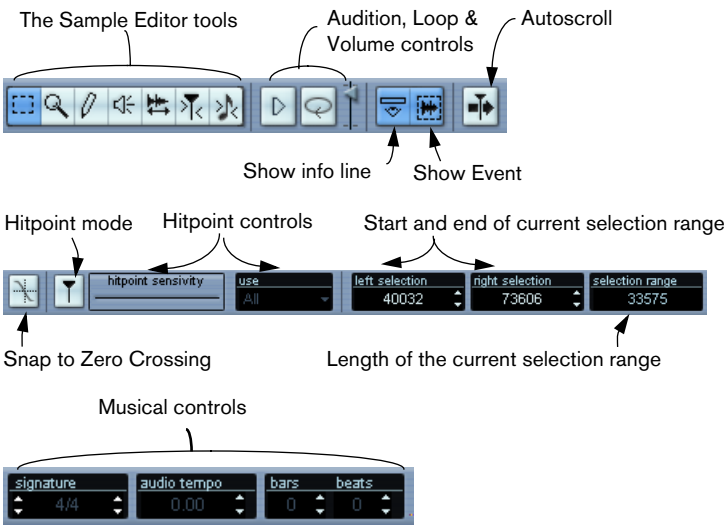 The Sample Editor tools
Audition, Loop &
Volume controls
Autoscroll
Show info line
Show Event
Hitpoint mode
Hitpoint controls
Start and end of current selection range
hitpoint sensivity
use
All
left selection
40032
right selection
73606
selection range
33575
Snap to Zero Crossing
Length of the current selection range
Musical controls
signature
4/4
audio tempo
0.00
bars
0
beats
0